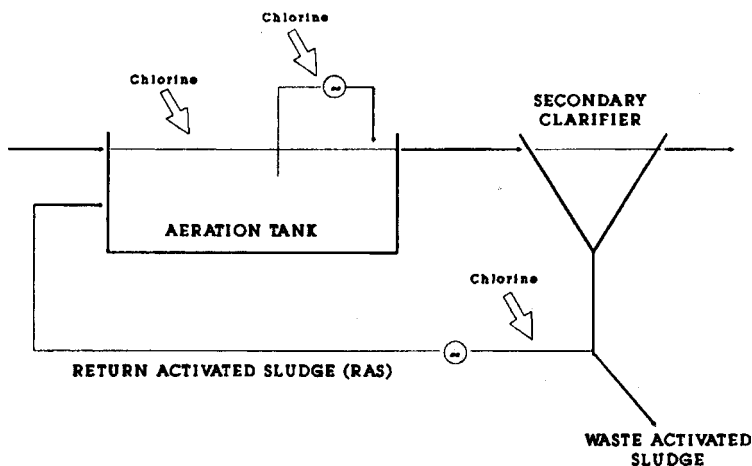 Chlorine
Chlorine
SECONDARY
CLARIFIER
AERATION TANK
Chlorine
RETURN ACTIVATED SLUDGE (RAS)
WASTE ACTIVATED
SLUDGE